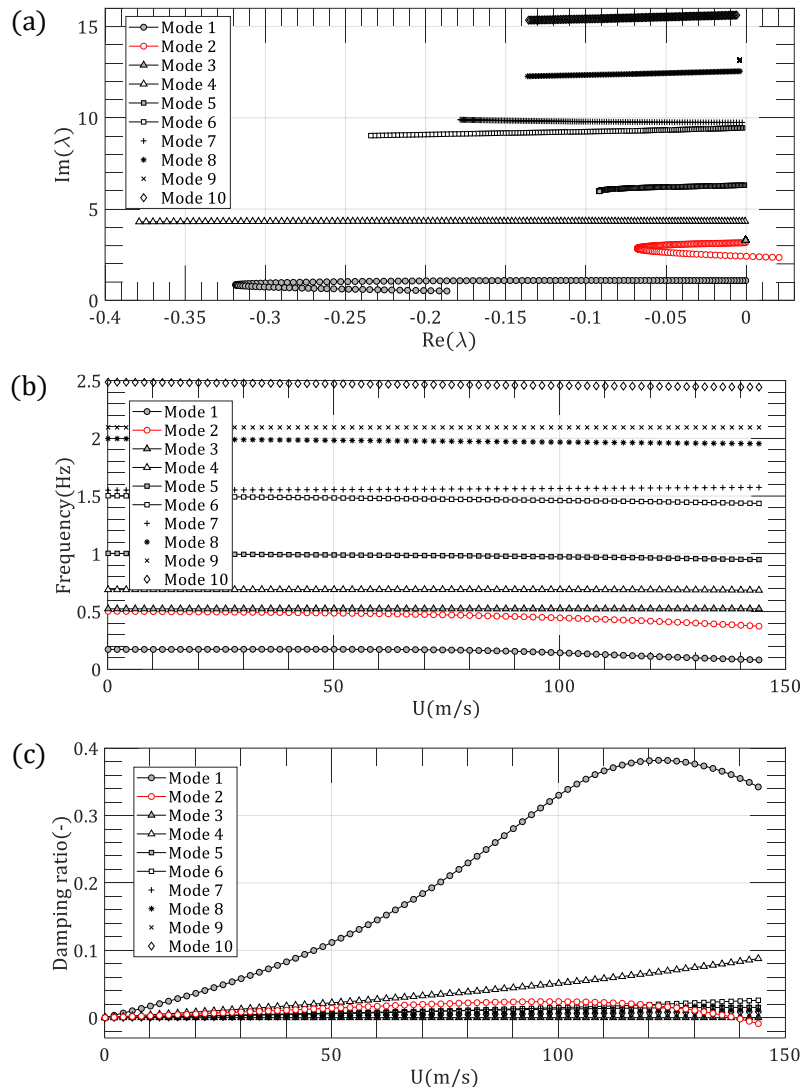 (a)
Im(λ)
15
10
5
0
Mode 1
Mode 2
Mode 3
Mode 4
Mode 5
Mode 6
Mode 7
Mode 8
Mode 9
Mode 10
-0.4 -0.35 -0.3 -0.25 -0.2 -0.15 -0.1 -0.05 0
Re(λ)
(b)
Frequency(Hz)
2.5
2
1.5
1
0.5
0
Mode 1
Mode 2
Mode 3
Mode 4
Mode 5
Mode 6
Mode 7
Mode 8
Mode 9
Mode 10
0 50 100 150
U(m/s)
(c)
Damping ratio(-)
0.4
0.3
0.2
0.1
0
Mode 1
Mode 2
Mode 3
Mode 4
Mode 5
Mode 6
Mode 7
Mode 8
Mode 9
Mode 10
0 50 100 150
U(m/s)